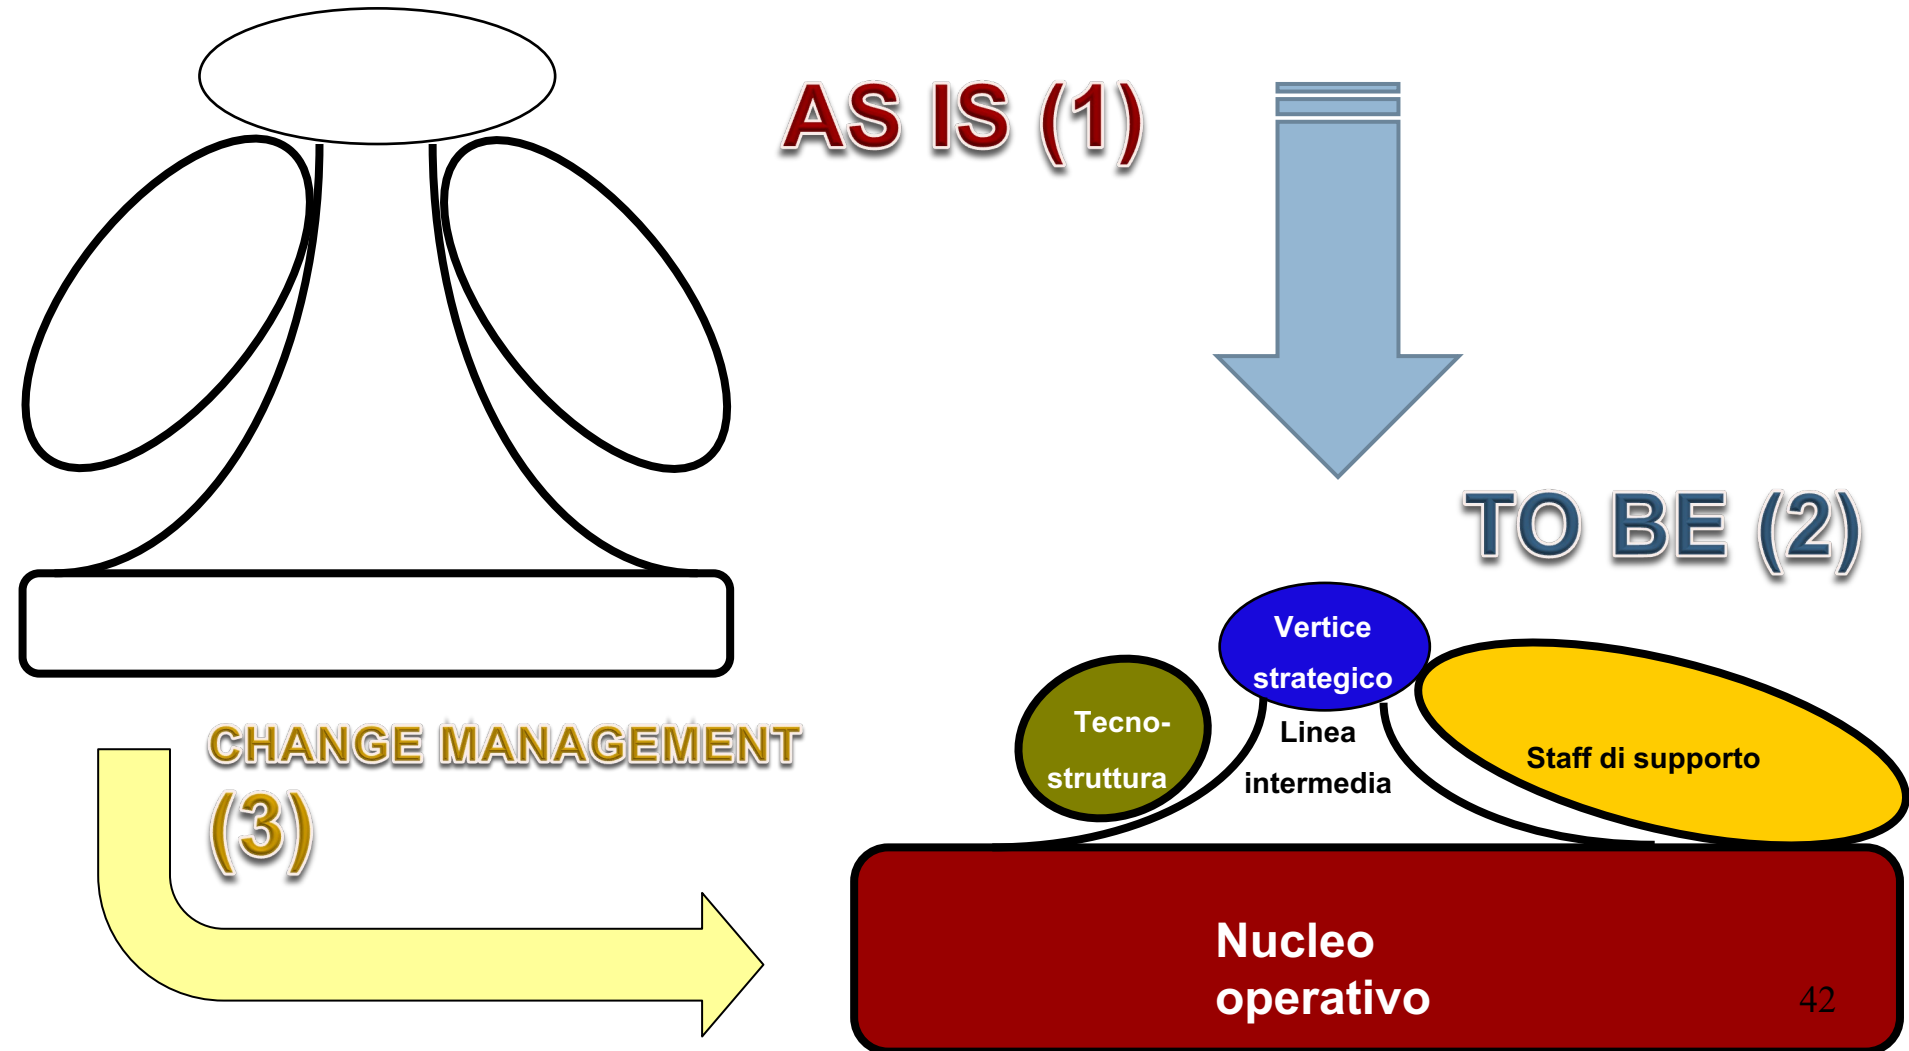 AS IS (1)
TO BE (2)
CHANGE MANAGEMENT
(3)
Vertice
strategico
Tecno-
struttura
Linea
intermedia
Staff di supporto
Nucleo
operativo
42